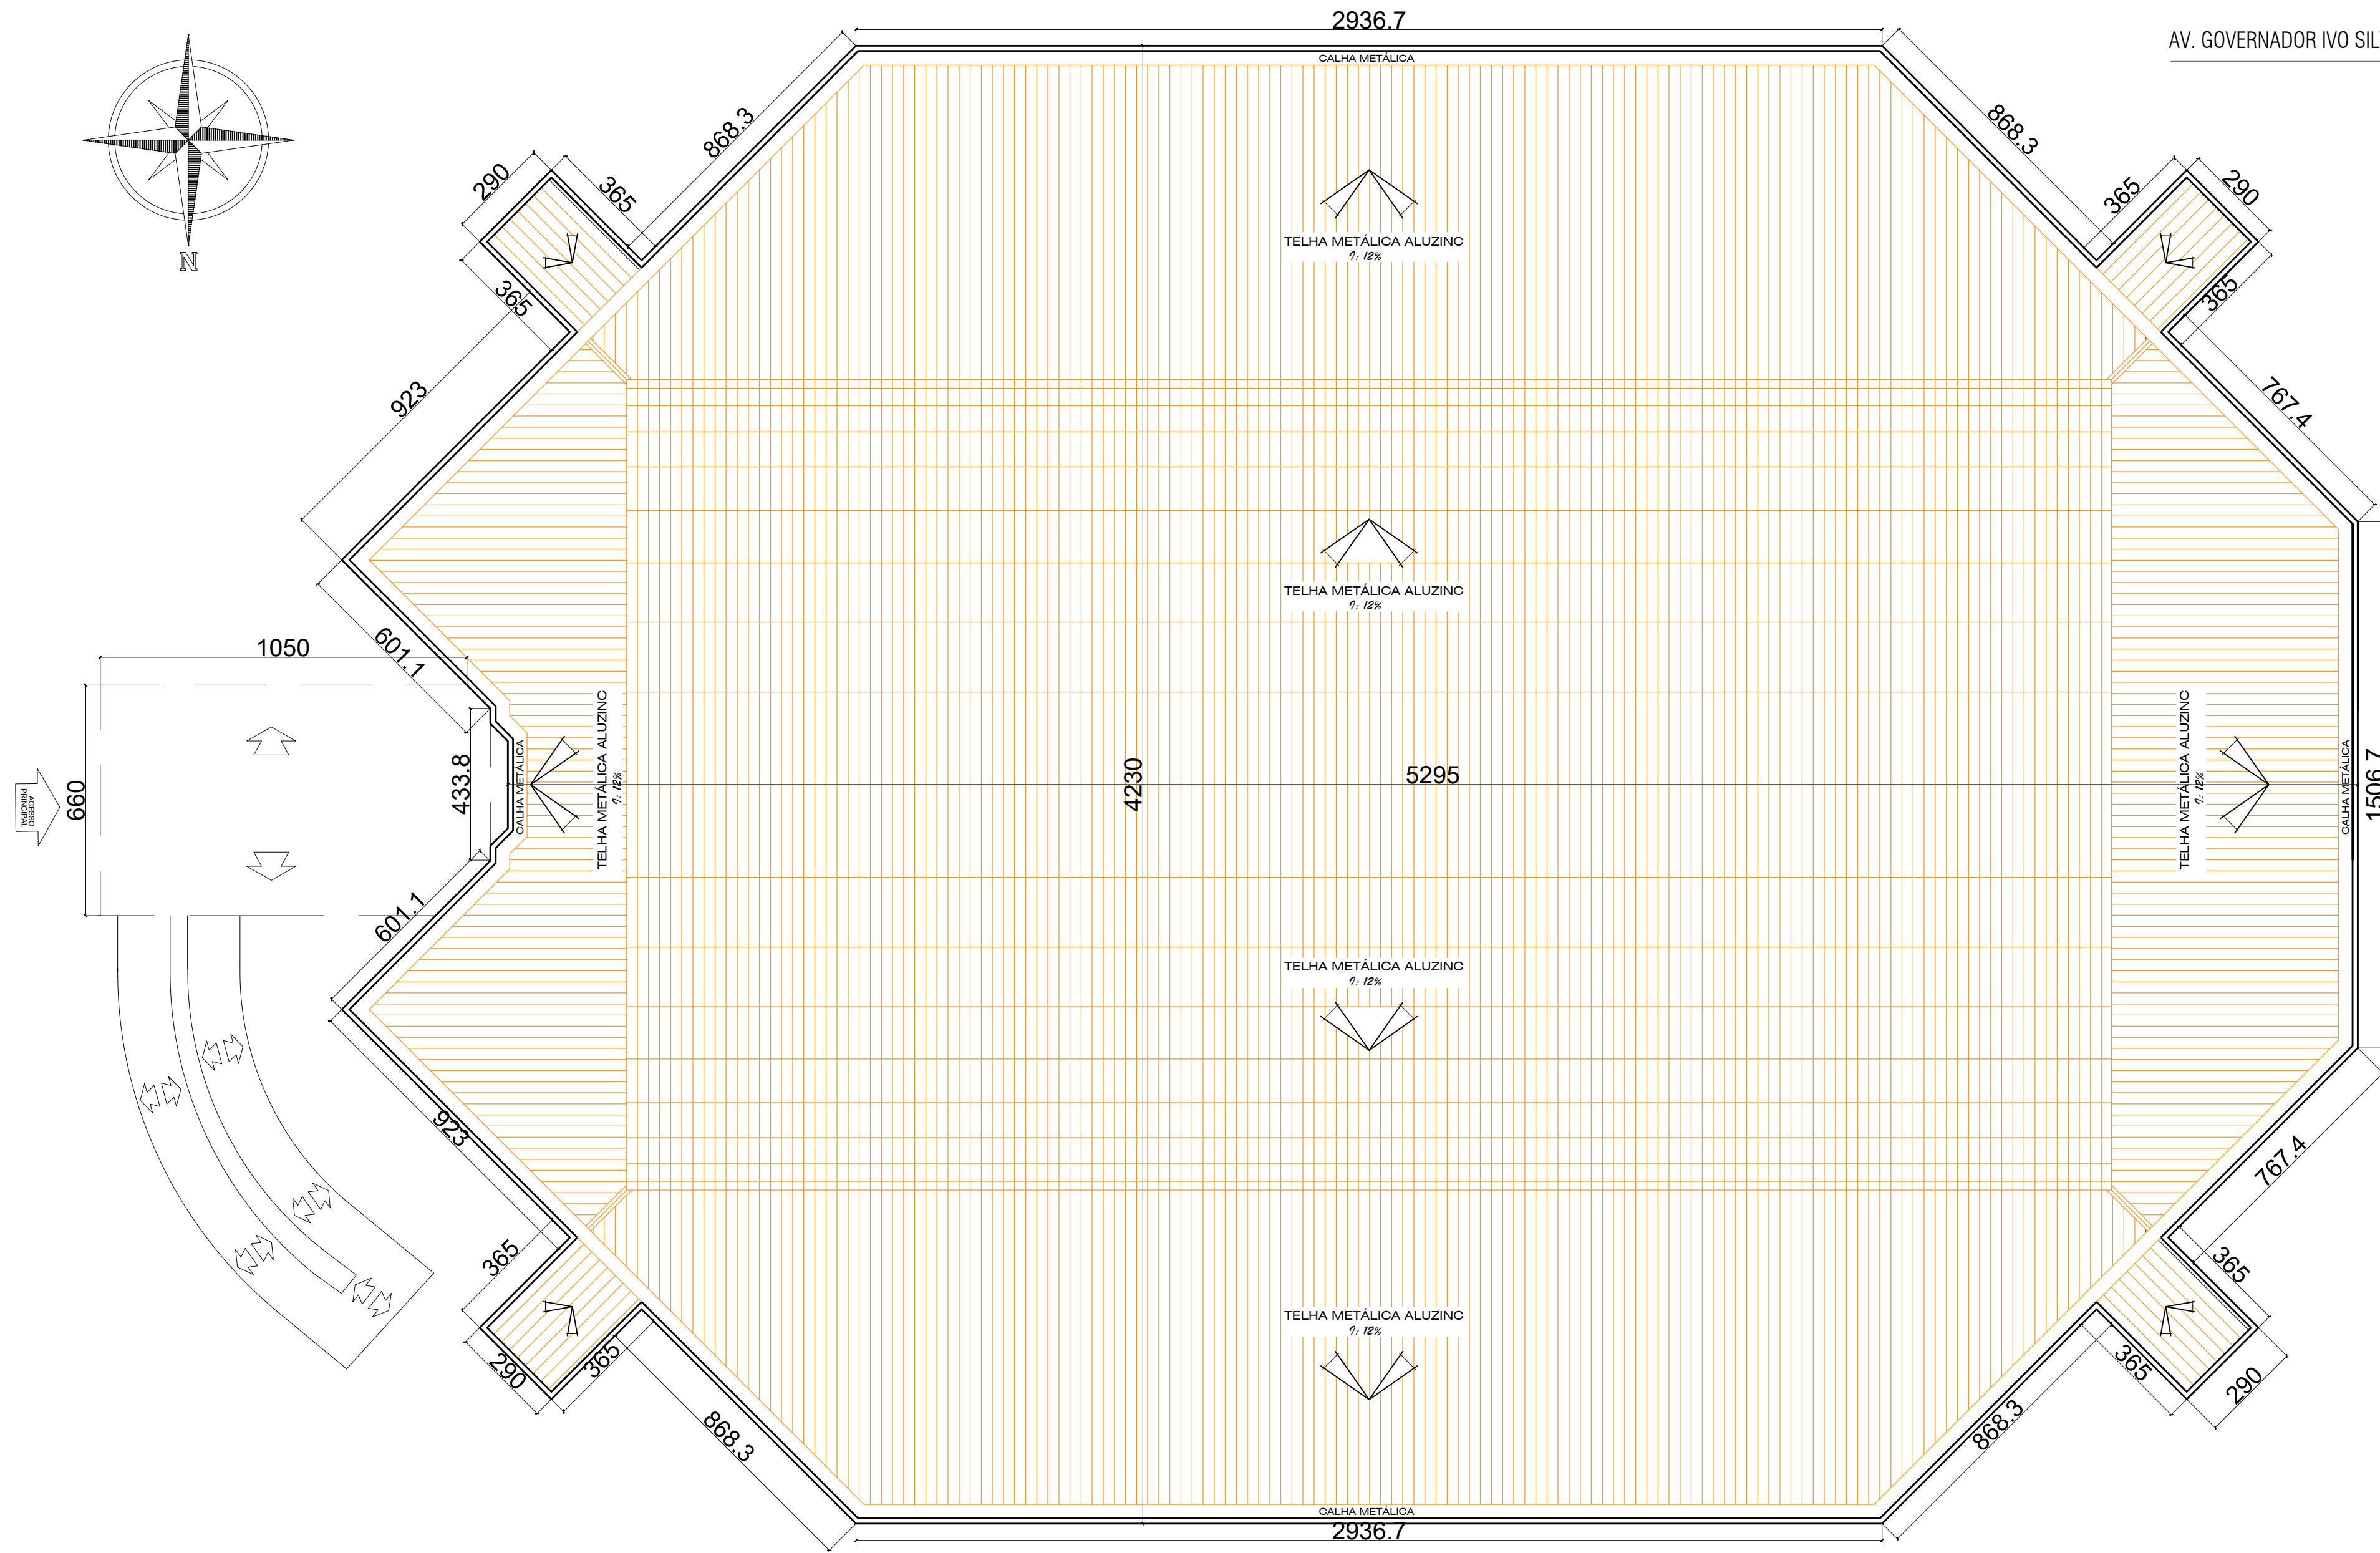 2936.7
AV. GOVERNADOR IVO SIL
CALHA METÁLICA
868.3
868.3
290
365
365
290
N
TELHA METÁLICA ALUZINC
I: 12%
365
365
923
767.4
TELHA METÁLICA ALUZINC
I: 12%
601.1
1050
660
ACESSO
PRINCIPAL
433.8
CALHA METÁLICA
TELHA METÁLICA ALUZINC
I: 12%
4230
5295
TELHA METÁLICA ALUZINC
I: 12%
CALHA METÁLICA
1506.7
601.1
TELHA METÁLICA ALUZINC
I: 12%
923
767.4
365
365
TELHA METÁLICA ALUZINC
I: 12%
290
365
365
290
868.3
868.3
CALHA METÁLICA
2936.7